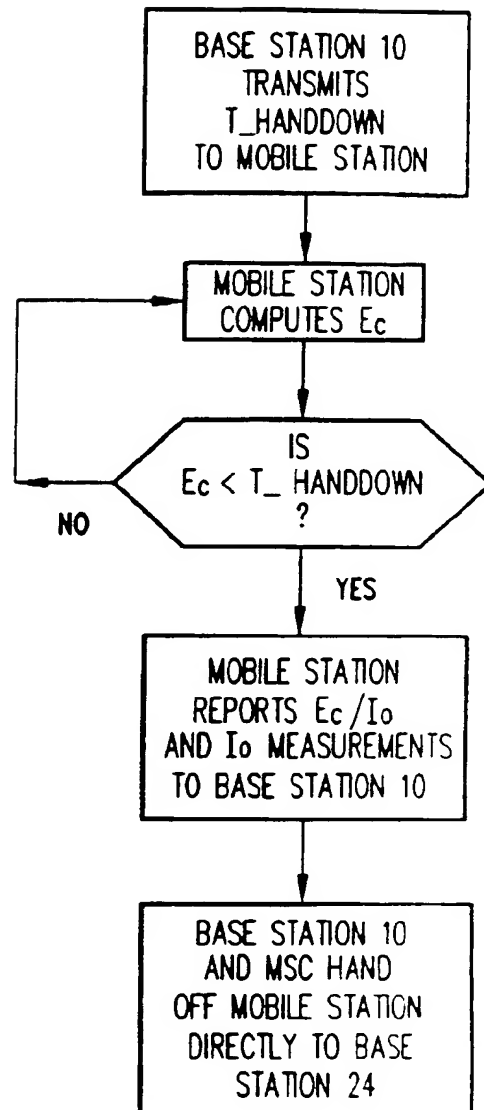 BASE STATION 10
TRANSMITS
T_HANDDOWN
TO MOBILE STATION
MOBILE STATION
COMPUTES Ec
IS
Ec < T_ HANDDOWN
?
NO
YES
MOBILE STATION
REPORTS Ec/Io
AND Io MEASUREMENTS
TO BASE STATION 10
BASE STATION 10
AND MSC HAND
OFF MOBILE STATION
DIRECTLY TO BASE
STATION 24